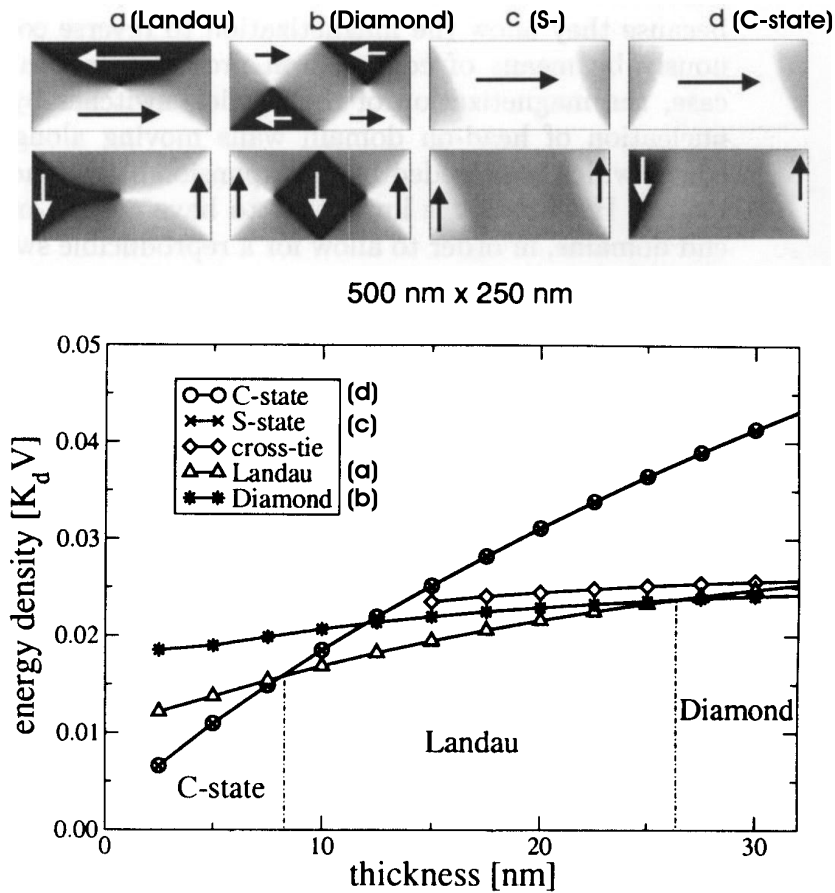 a (Landau) b (Diamond) c (S-) d (C-state)
500 nm x 250 nm
0.05
0.04
0.03
0.02
0.01
0.00
energy density [K_d V]
C-state (d)
S-state (c)
cross-tie
Landau (a)
Diamond (b)
C-state
Landau
Diamond
0 10 20 30
thickness [nm]